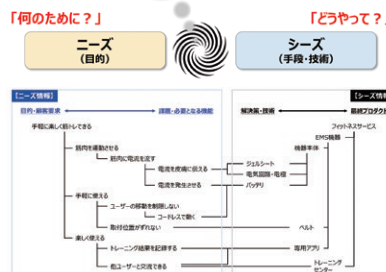 「何のために？」
「どうやって？
ニーズ
（目的）
シーズ
（手段・技術）
【ニーズ情報】
【シーズ情
目的・顧客要求
課題・必要となる機能
解決策・技術
最終プロダク
手軽に楽しく筋トレできる
フィットネスサービス
EMS機器
筋肉を運動させる
機器本体
筋肉に電流を流す
電流を皮膚に伝える
ジェルシート
電気回路・電極
電流を発生させる
バッテリ
手軽に使える
ユーザーの移動を制限しない
コードレスで動く
取付位置がずれない
ベルト
楽しく使える
トレーニング結果を記録する
専用アプリ
他ユーザーと交流できる
トレーニング
センター